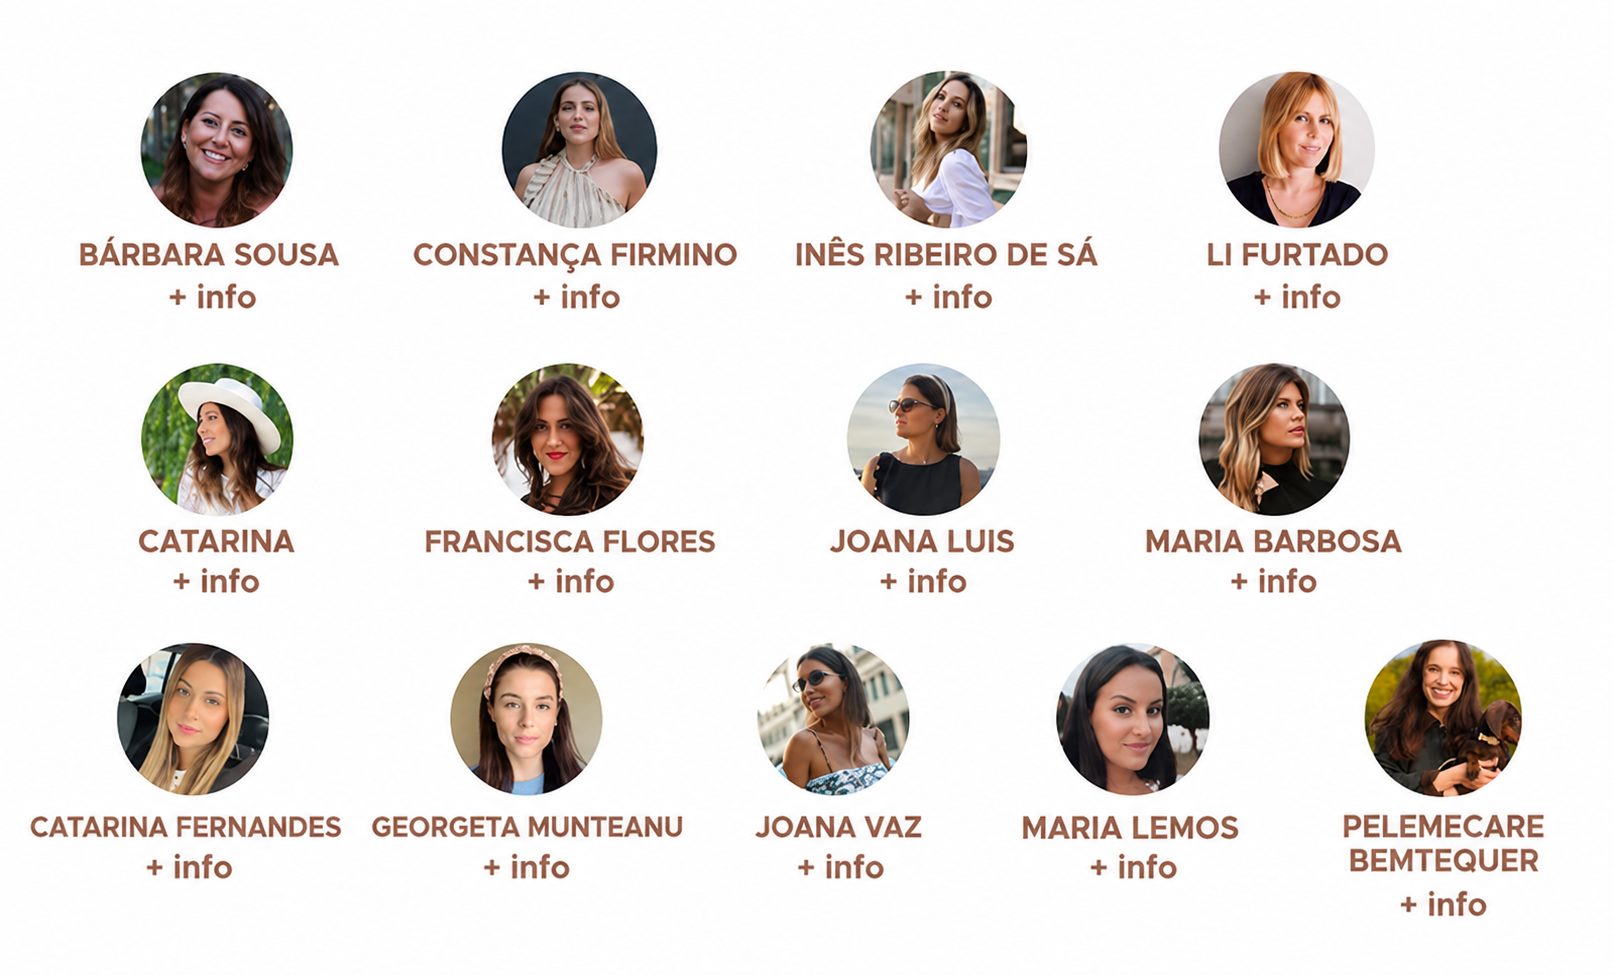 BÁRBARA SOUSA
+ info
CONSTANÇA FIRMINO
+ info
INÊS RIBEIRO DE SÁ
+ info
LI FURTADO
+ info
CATARINA
+ info
FRANCISCA FLORES
+ info
JOANA LUIS
+ info
MARIA BARBOSA
+ info
CATARINA FERNANDES
+ info
GEORGETA MUNTEANU
+ info
JOANA VAZ
+ info
MARIA LEMOS
+ info
PELEMECARE
BEMTEQUER
+ info